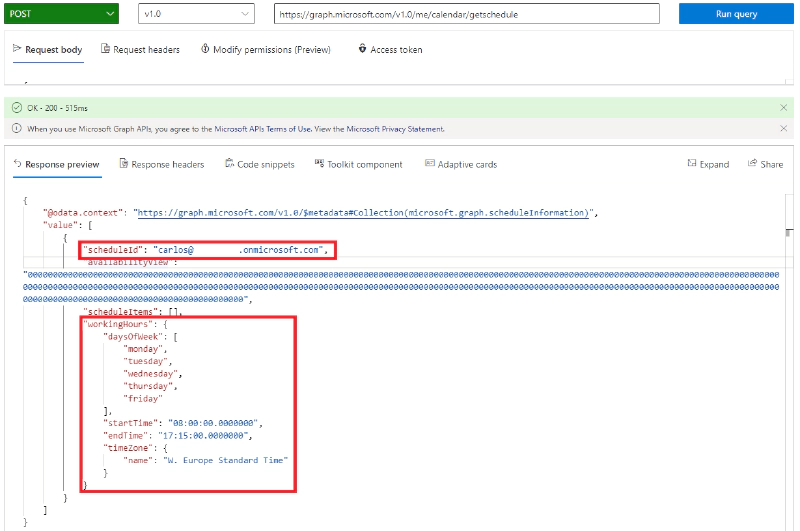 POST
v1.0
https://graph.microsoft.com/v1.0/me/calendar/getschedule
Run query
Request body
Request headers
Modify permissions (Preview)
Access token
{
OK - 200 - 515ms
When you use Microsoft Graph APIs, you agree to the Microsoft APIs Terms of Use. View the Microsoft Privacy Statement.
Response preview
Response headers
Code snippets
Toolkit component
Adaptive cards
Expand
Share
{
"@odata.context": "https://graph.microsoft.com/v1.0/$metadata#Collection(microsoft.graph.scheduleInformation)",
"value": [
{
"scheduleId": "carlos@ .onmicrosoft.com",
"availabilityView":
"scheduleItems": [],
"workingHours": {
"daysOfWeek": [
"monday",
"tuesday",
"wednesday",
"thursday",
"friday"
],
"startTime": "08:00:00.0000000",
"endTime": "17:15:00.0000000",
"timeZone": {
"name": "W. Europe Standard Time"
}
}
}
]
}